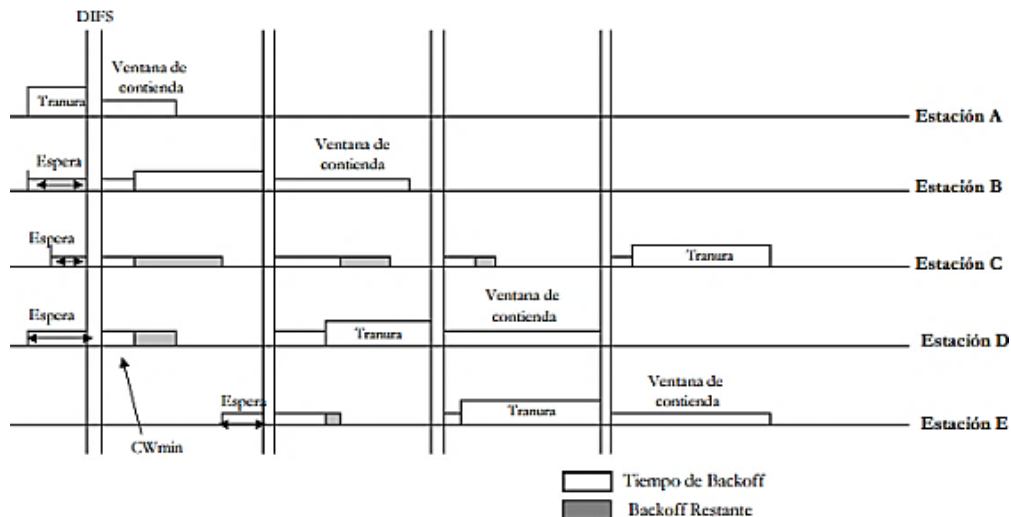 DIFS
Ventana de
contienda
Tranura
Estación A
Espera
Ventana de
contienda
Estación B
Espera
Tranura
Estación C
Espera
Ventana de
contienda
Tranura
Estación D
Espera
Ventana de
contienda
Tranura
Estación E
CWmin
Tiempo de Backoff
Backoff Restante